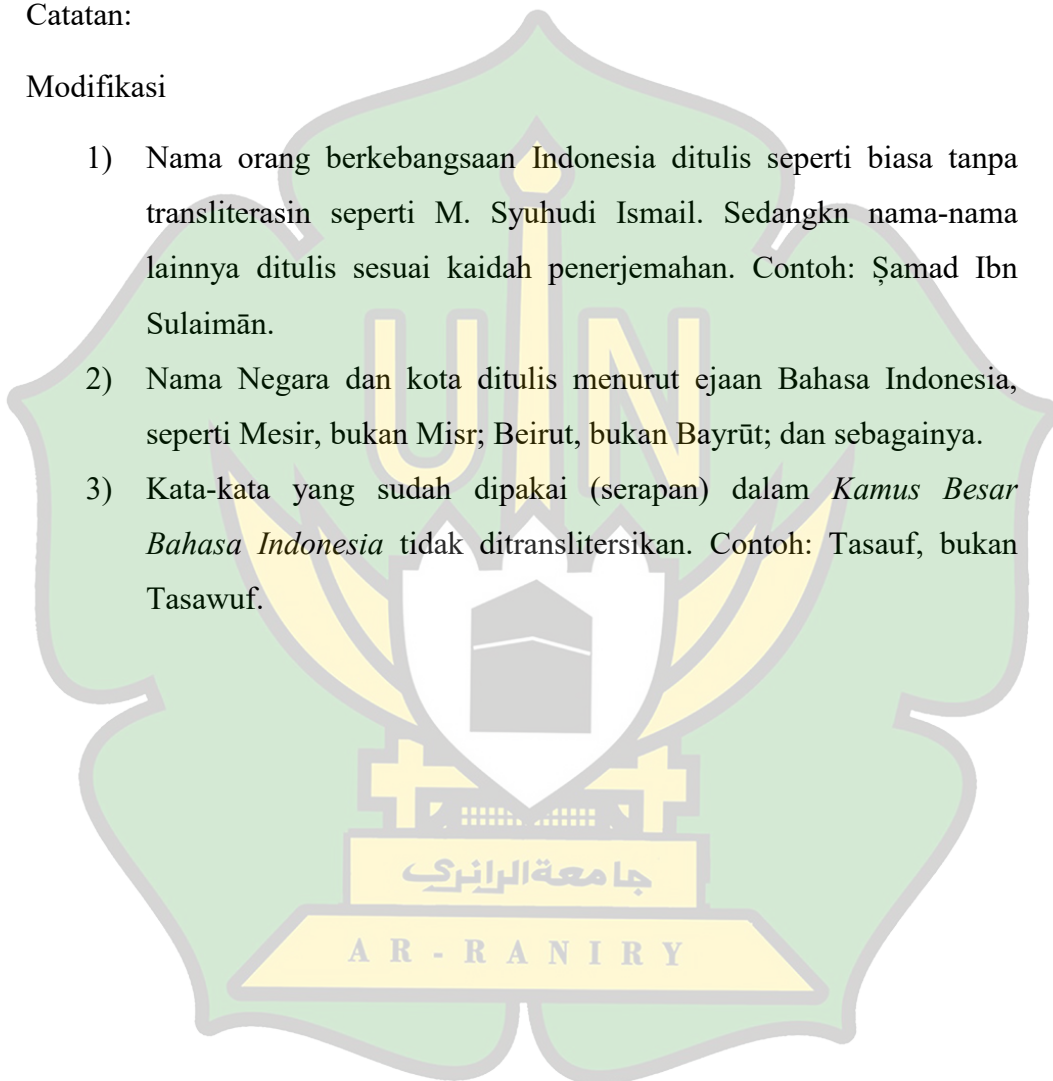 Catatan:
Modifikasi
1) Nama orang berkebangsaan Indonesia ditulis seperti biasa tanpa
transliterasin seperti M. Syuhudi Ismail. Sedangkn nama-nama
lainnya ditulis sesuai kaidah penerjemahan. Contoh: Ṣamad Ibn
Sulaimān.
2) Nama Negara dan kota ditulis menurut ejaan Bahasa Indonesia,
seperti Mesir, bukan Misr; Beirut, bukan Bayrūt; dan sebagainya.
3) Kata-kata yang sudah dipakai (serapan) dalam Kamus Besar
Bahasa Indonesia tidak ditranslitersikan. Contoh: Tasauf, bukan
Tasawuf.
UIN
جامعة الرانري
AR-RANIRY